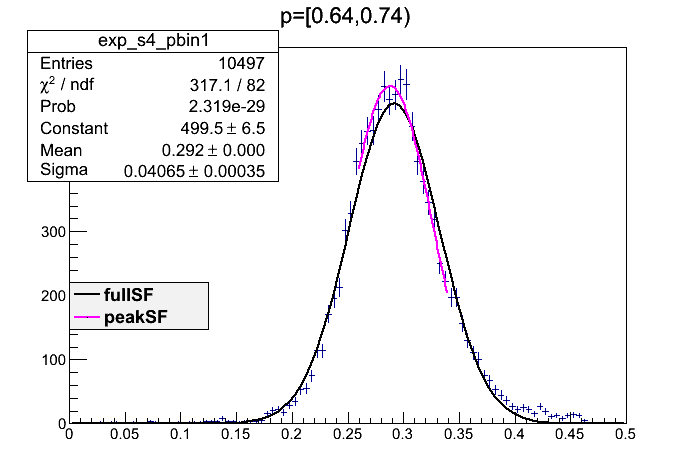 p=[0.64,0.74)
exp_s4_pbin1
Entries 10497
χ² / ndf 317.1 / 82
Prob 2.319e-29
Constant 499.5 ± 6.5
Mean 0.292 ± 0.000
Sigma 0.04065 ± 0.00035
300
200
fullSF
peakSF
100
0
0 0.05 0.1 0.15 0.2 0.25 0.3 0.35 0.4 0.45 0.5